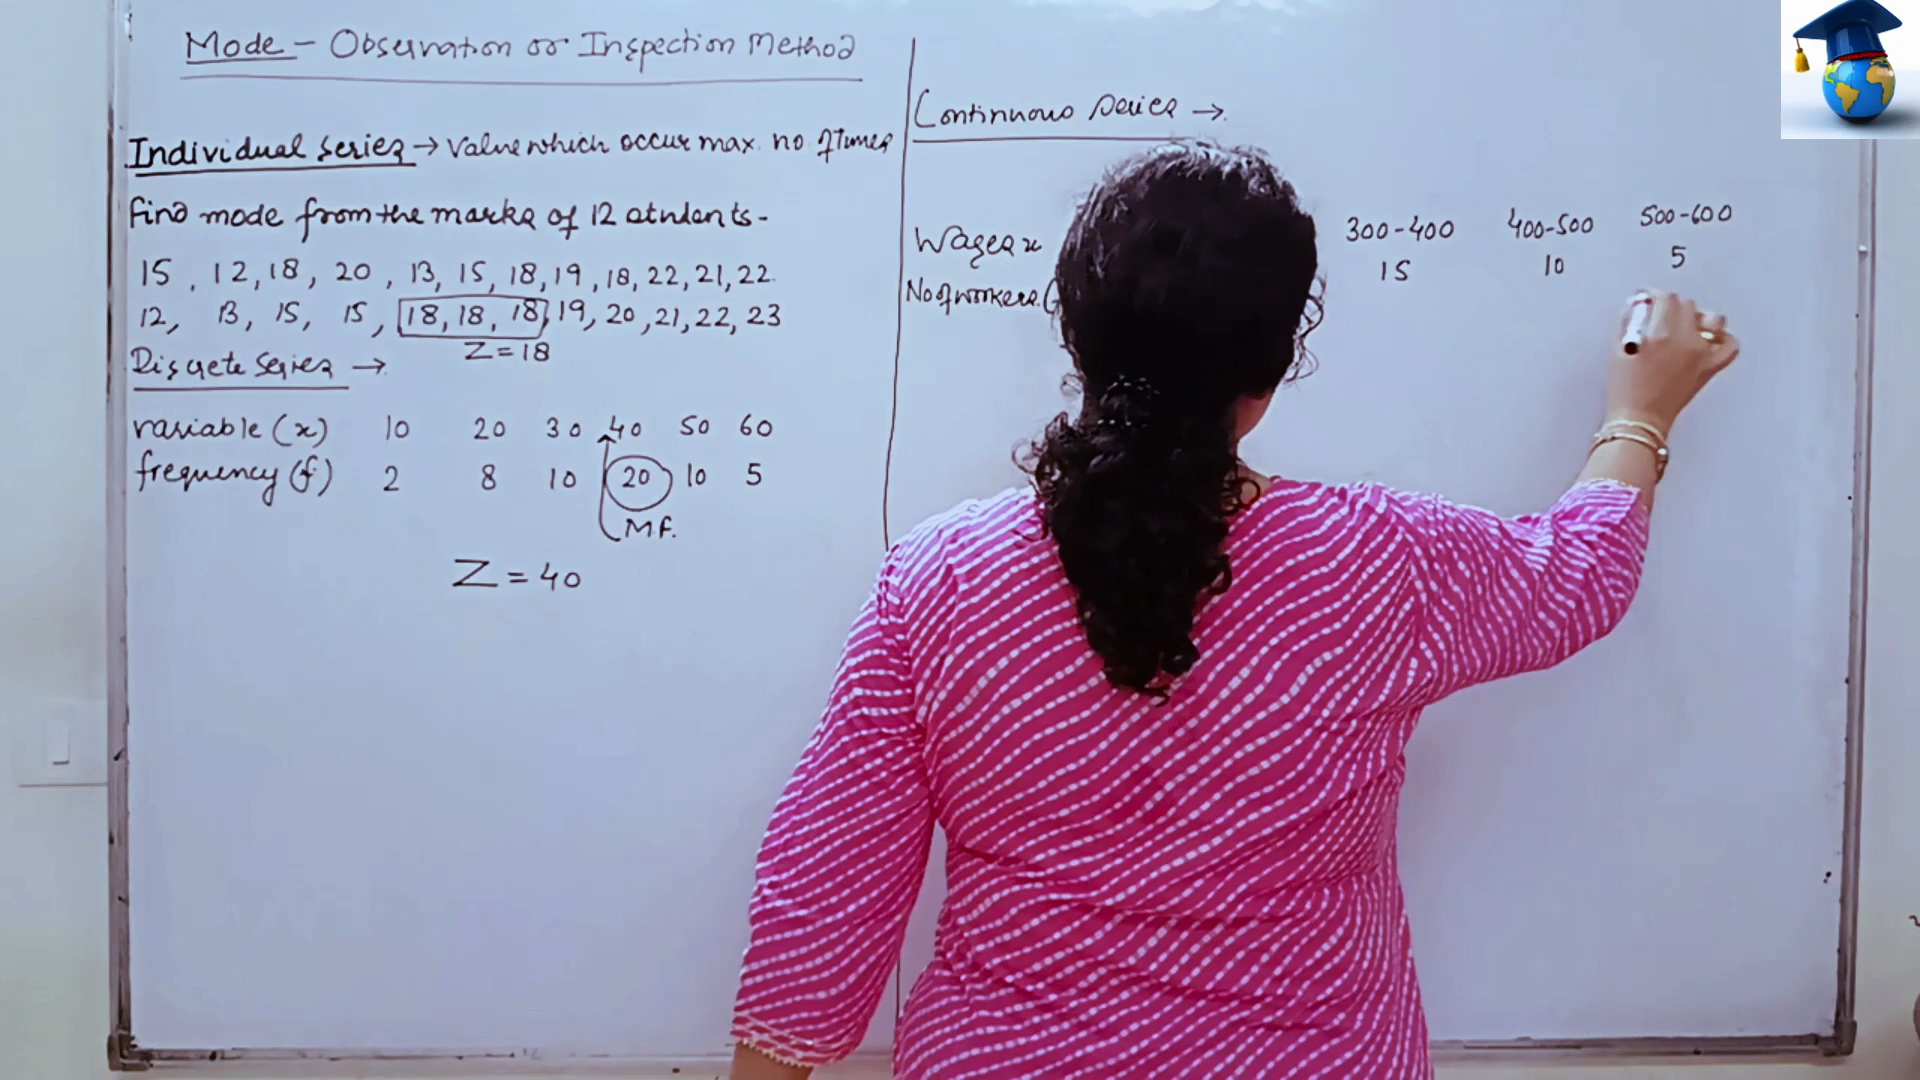 Mode - Observation or Inspection Method
Individual series → Value which occur max. no of Times
find mode from the marks of 12 students -
15, 12, 18, 20, 13, 15, 18, 19, 18, 22, 21, 22.
12, 13, 15, 15, 18, 18, 18, 19, 20, 21, 22, 23
Z = 18
Discrete series →
variable (x) 10 20 30 40 50 60
frequency (f) 2 8 10 20 10 5
M.f.
Z = 40
Continuous series →
Wages x 300-400 400-500 500-600
No of workers ( 15 10 5